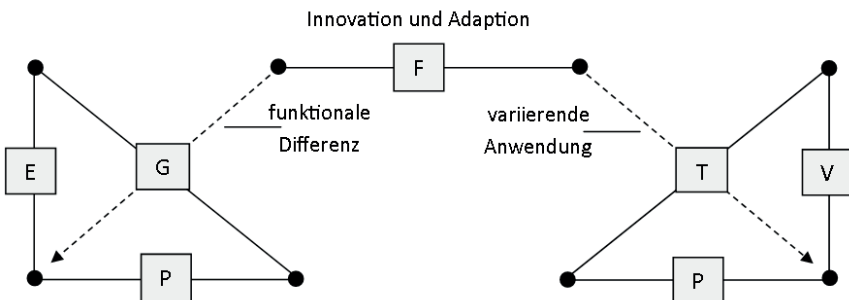 Innovation und Adaption
F
funktionale
Differenz
variierende
Anwendung
E
G
T
V
P
P